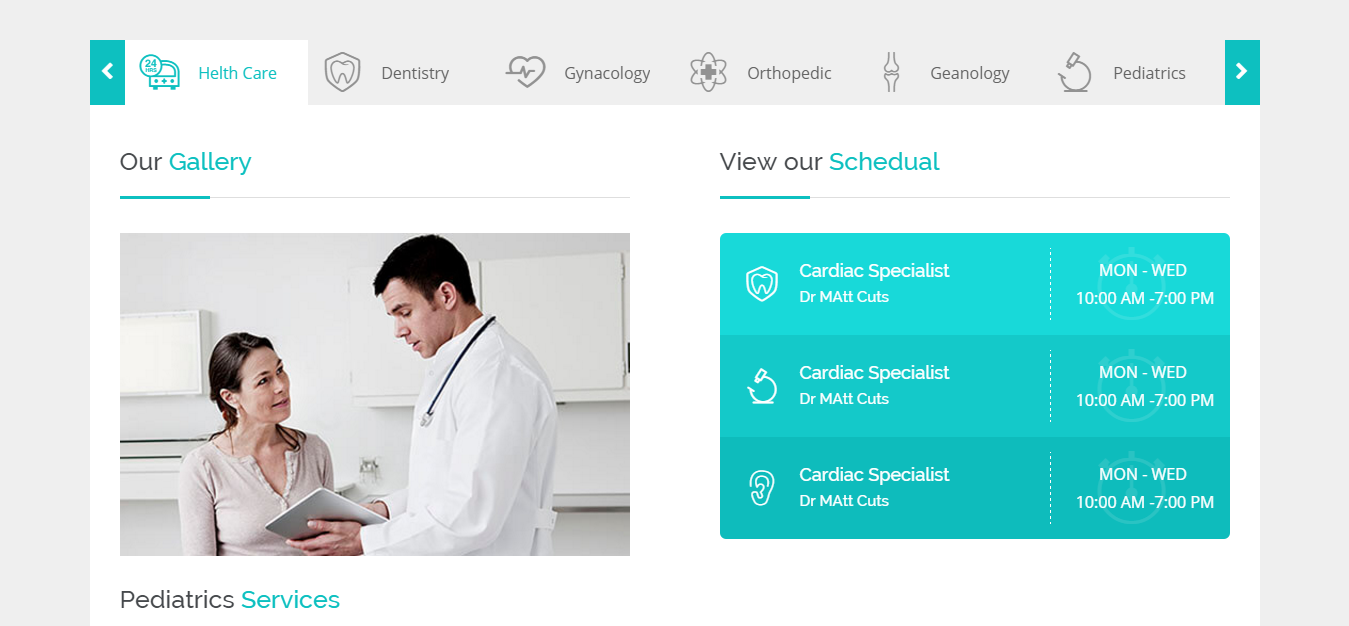 24
HRS
Helth Care
Dentistry
Gynacology
Orthopedic
Geanology
Pediatrics
Our Gallery
View our Schedual
Cardiac Specialist
Dr MAtt Cuts
MON - WED
10:00 AM -7:00 PM
Cardiac Specialist
Dr MAtt Cuts
MON - WED
10:00 AM -7:00 PM
Cardiac Specialist
Dr MAtt Cuts
MON - WED
10:00 AM -7:00 PM
Pediatrics Services